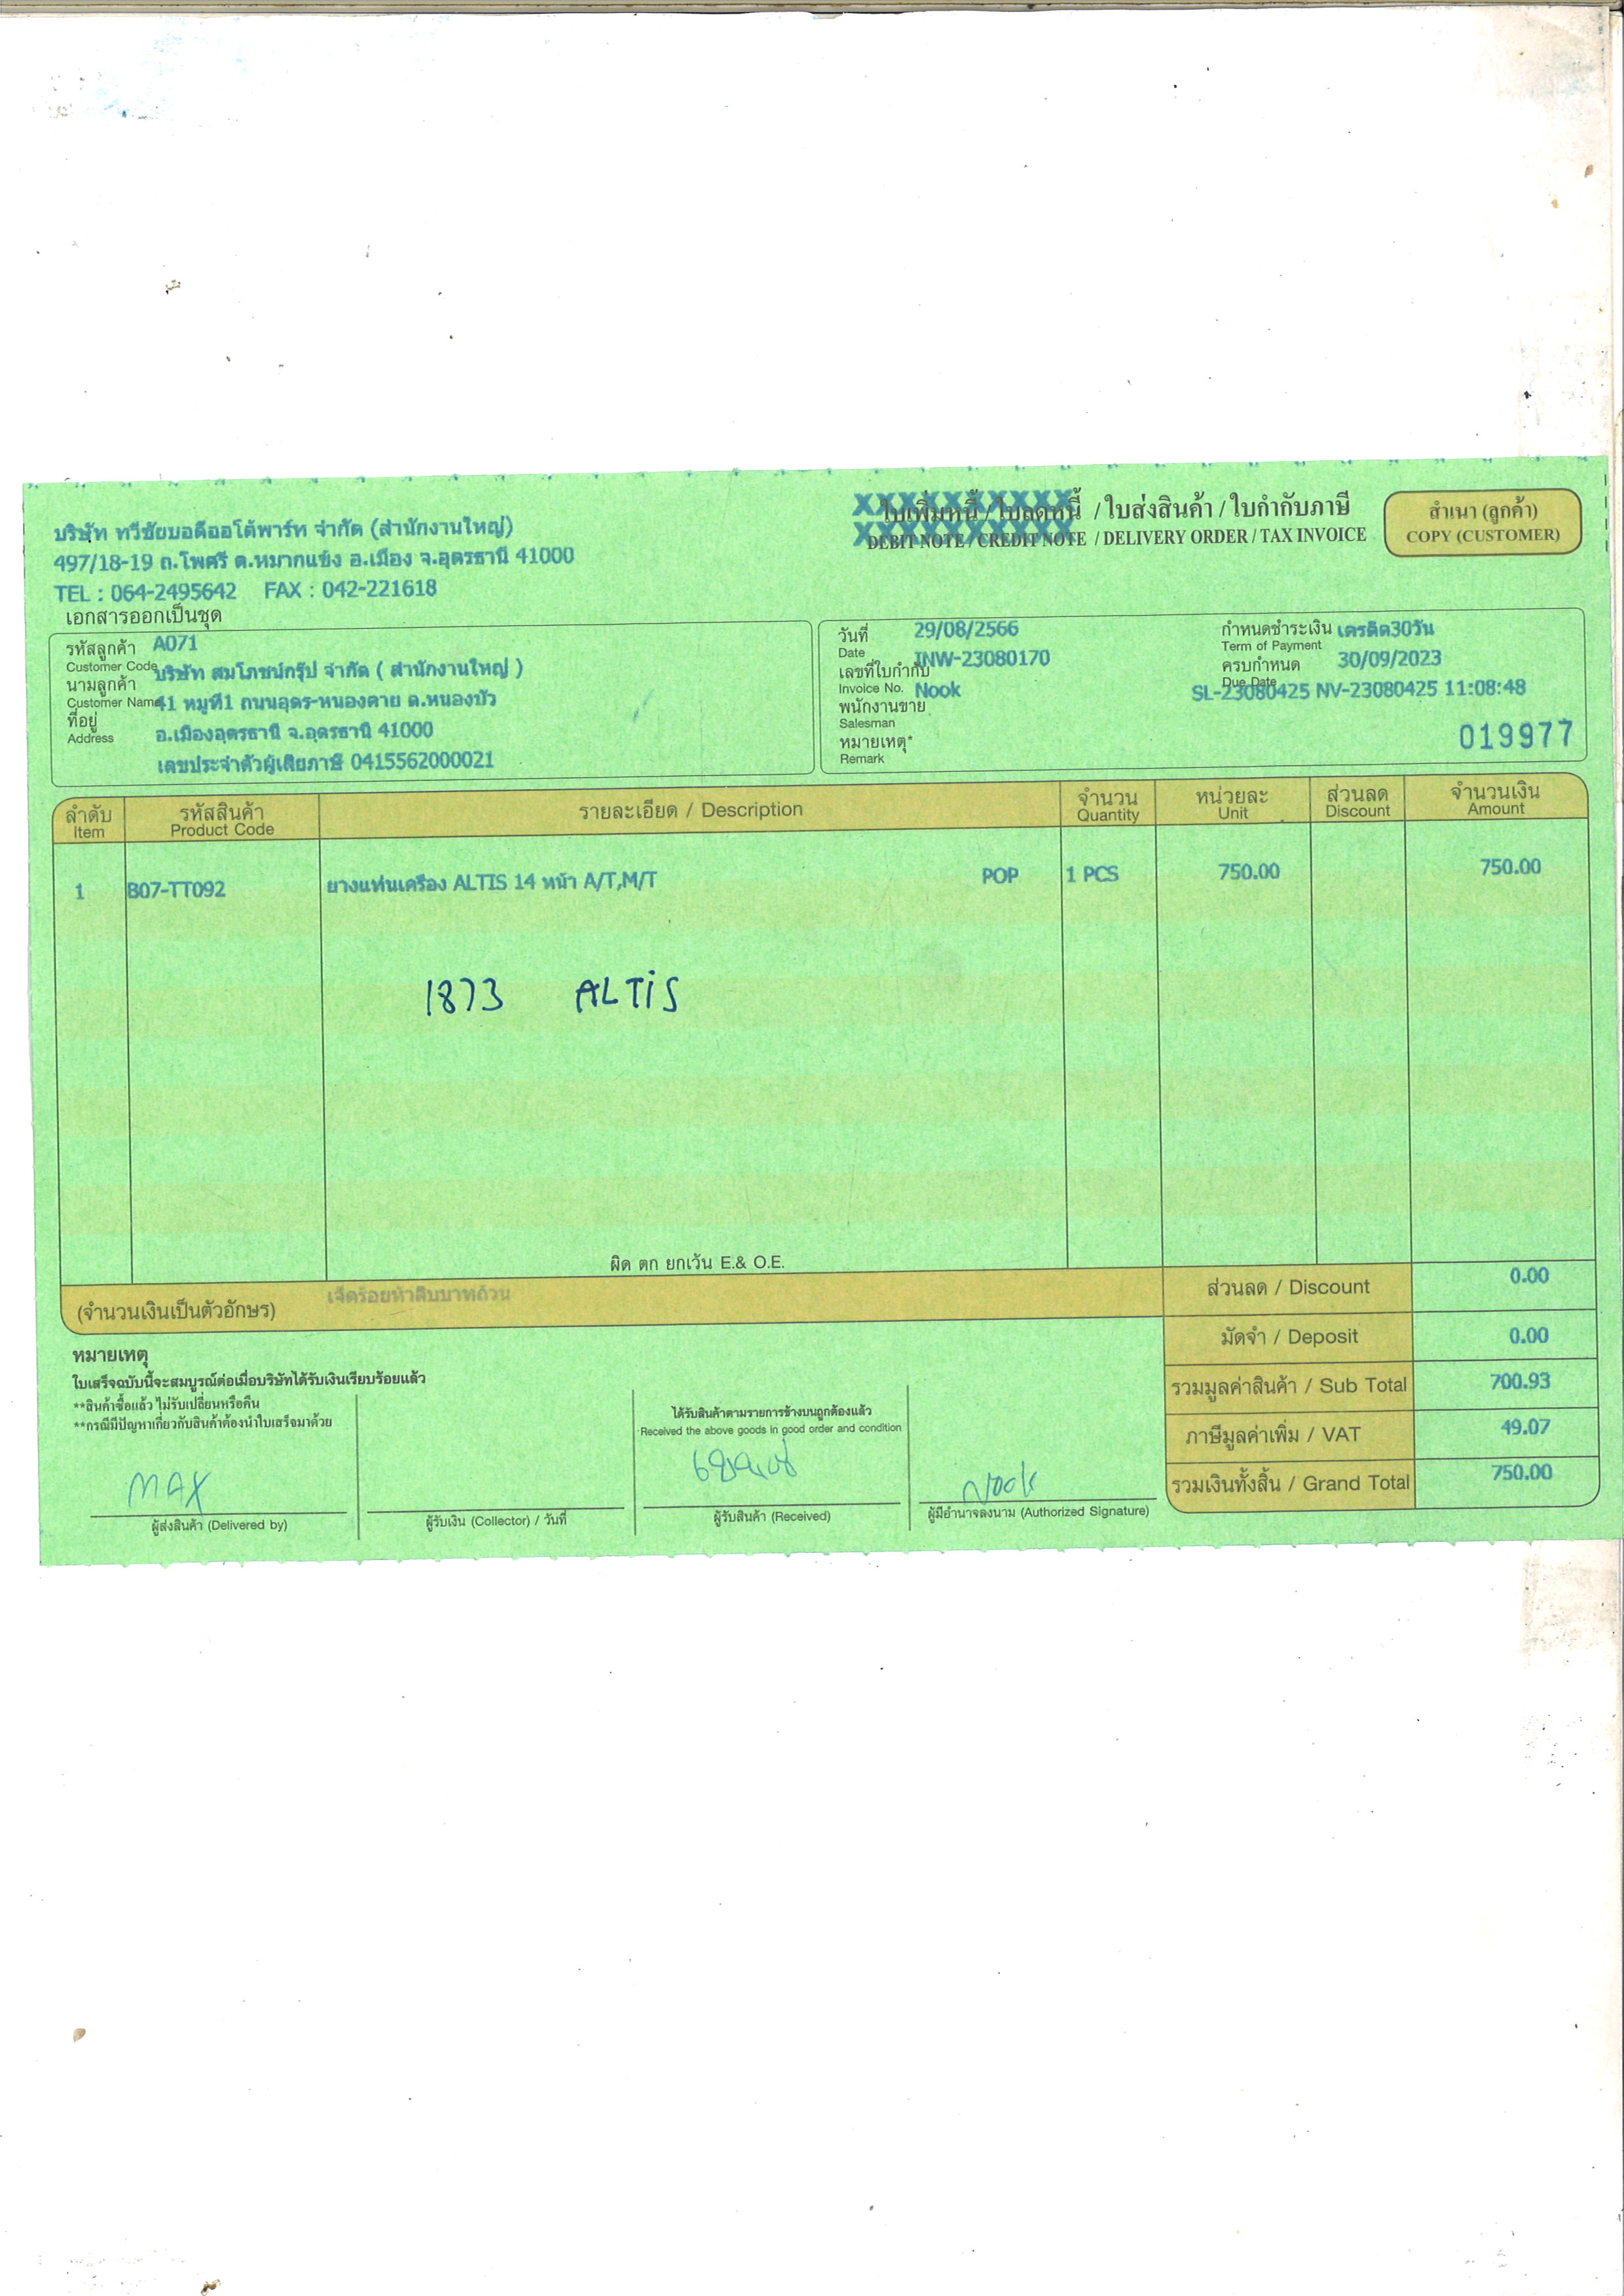 บริษัท ทวีชัยบอดีออโต้พาร์ท จำกัด (สำนักงานใหญ่)
497/18-19 ถ.โพศรี ต.หมากแข้ง อ.เมือง จ.อุดรธานี 41000
TEL : 064-2495642 FAX : 042-221618
เอกสารออกเป็นชุด
ใบเพิ่มหนี้ / ใบลดหนี้ / ใบส่งสินค้า / ใบกำกับภาษี
DEBIT NOTE / CREDIT NOTE / DELIVERY ORDER / TAX INVOICE
สำเนา (ลูกค้า)
COPY (CUSTOMER)
รหัสลูกค้า A071
Customer Code
นามลูกค้า บริษัท สมโภชน์กรุ๊ป จำกัด ( สำนักงานใหญ่ )
Customer Name
ที่อยู่ 41 หมู่ที่1 ถนนอุดร-หนองคาย ต.หนองบัว
Address อ.เมืองอุดรธานี จ.อุดรธานี 41000
เลขประจำตัวผู้เสียภาษี 0415562000021
วันที่ 29/08/2566
Date
เลขที่ใบกำกับ INW-23080170
Invoice No.
พนักงานขาย Nook
Salesman
หมายเหตุ*
Remark
กำหนดชำระเงิน เครดิต30วัน
Term of Payment
ครบกำหนด 30/09/2023
Due Date
SL-23080425 NV-23080425 11:08:48
019977
ลำดับ รหัสสินค้า รายละเอียด / Description จำนวน หน่วยละ ส่วนลด จำนวนเงิน
Item Product Code Quantity Unit Discount Amount
1 B07-TT092 ยางแท่นเครื่อง ALTIS 14 หน้า A/T,M/T POP 1 PCS 750.00 750.00
1873 ALTiS
ผิด ตก ยกเว้น E.& O.E.
(จำนวนเงินเป็นตัวอักษร) เจ็ดร้อยห้าสิบบาทถ้วน
ส่วนลด / Discount 0.00
มัดจำ / Deposit 0.00
รวมมูลค่าสินค้า / Sub Total 700.93
ภาษีมูลค่าเพิ่ม / VAT 49.07
รวมเงินทั้งสิ้น / Grand Total 750.00
หมายเหตุ
ใบเสร็จฉบับนี้จะสมบูรณ์ต่อเมื่อบริษัทได้รับเงินเรียบร้อยแล้ว
**สินค้าซื้อแล้ว ไม่รับเปลี่ยนหรือคืน
**กรณีมีปัญหาเกี่ยวกับสินค้าต้องนำใบเสร็จมาด้วย
ได้รับสินค้าตามรายการข้างบนถูกต้องแล้ว
Received the above goods in good order and condition
MAX
Nook
ผู้ส่งสินค้า (Delivered by)
ผู้รับเงิน (Collector) / วันที่
ผู้รับสินค้า (Received)
ผู้มีอำนาจลงนาม (Authorized Signature)